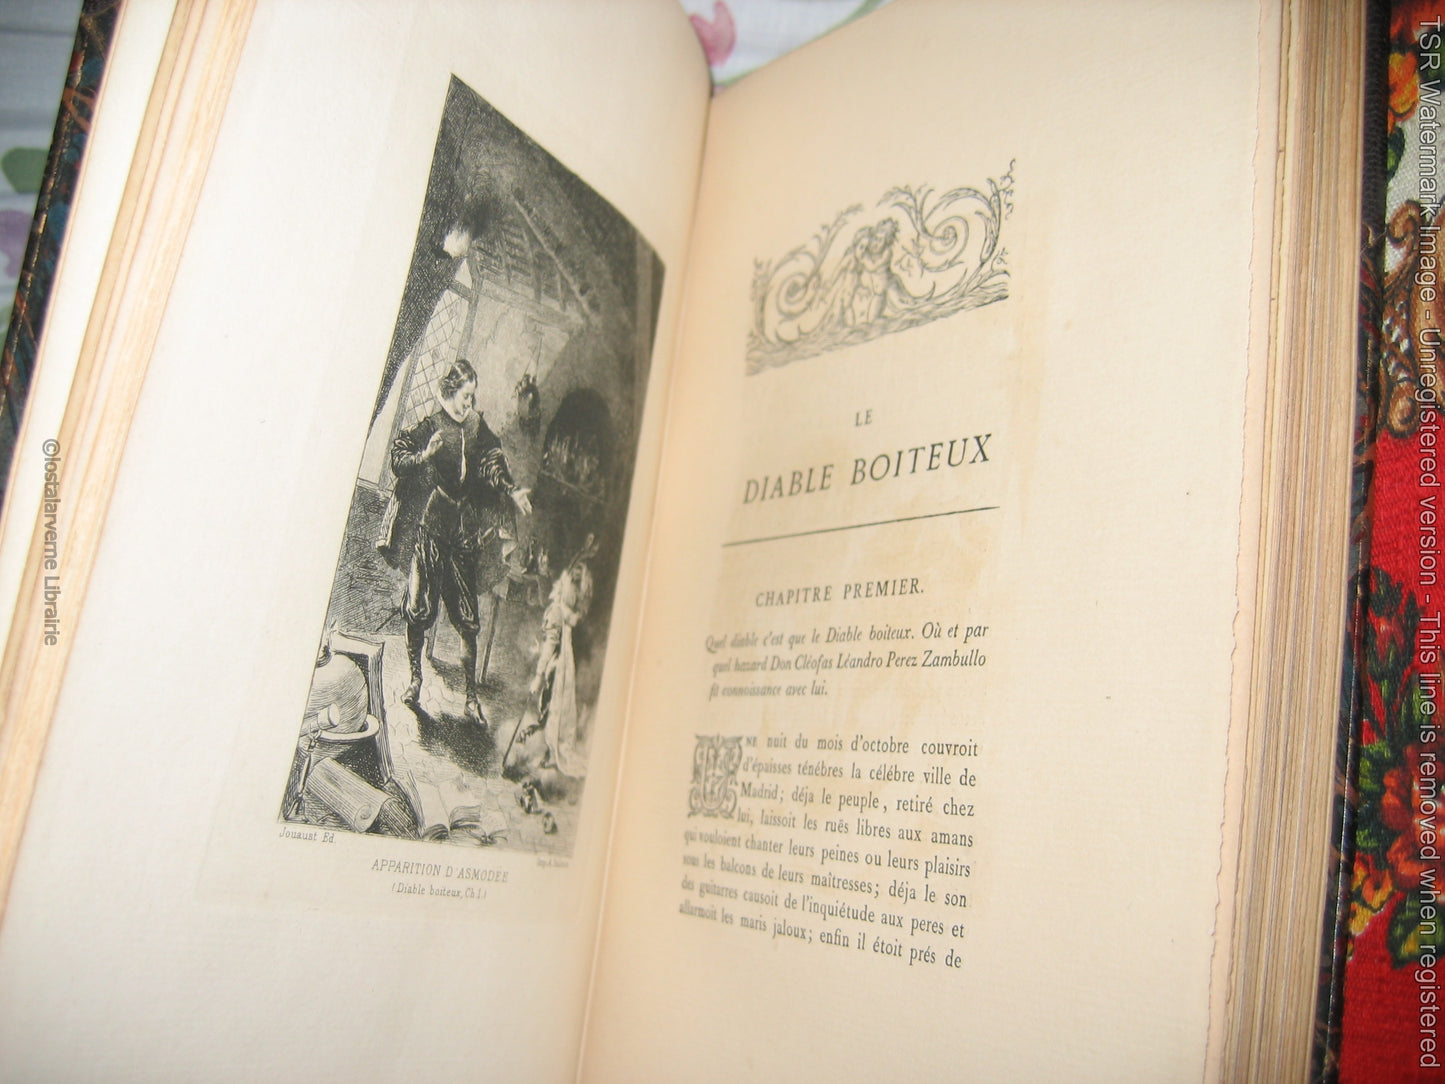 Jouaust Ed.
APPARITION D'ASMODÉE
(Diable boiteux, Ch. I.)
LE
DIABLE BOITEUX
CHAPITRE PREMIER.
Quel diable c'est que le Diable boiteux. Où et par
quel hazard Don Cléofas Léandro Perez Zambullo
fit connoissance avec lui.
UNE nuit du mois d'octobre couvroit
d'épaisses ténébres la célébre ville de
Madrid; déja le peuple, retiré chez
lui, laissoit les ruës libres aux amans
qui vouloient chanter leurs peines ou leurs plaisirs
sous les balcons de leurs maîtresses; déja le son
des guitarres causoit de l'inquiétude aux peres et
allarmoit les maris jaloux; enfin il étoit prés de
©lostalarverne Librairie
TSR Watermark Image - Unregistered version - This line is removed when registered